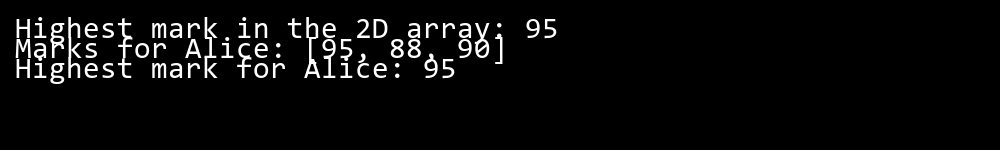 Highest mark in the 2D array: 95
Marks for Alice: [95, 88, 90]
Highest mark for Alice: 95